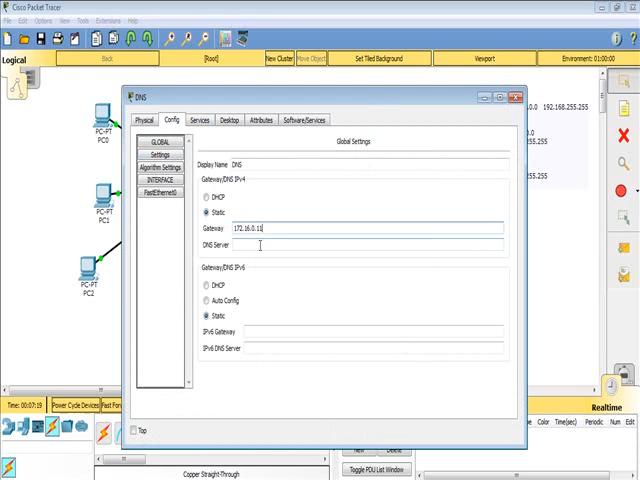 Cisco Packet Tracer
File Edit Options View Tools Extensions Help
Logical
Back
[Root]
New Cluster
Move Object
Set Tiled Background
Viewport
Environment: 01:00:00
DNS
Physical Config Services Desktop Attributes Software/Services
GLOBAL
Settings
Algorithm Settings
INTERFACE
FastEthernet0
Global Settings
Display Name DNS
Gateway/DNS IPv4
DHCP
Static
Gateway 172.16.0.11
DNS Server
Gateway/DNS IPv6
DHCP
Auto Config
Static
IPv6 Gateway
IPv6 DNS Server
Top
PC-PT
PC0
PC-PT
PC1
PC-PT
PC2
192.168.255.255
Time: 00:07:19
Power Cycle Devices
Realtime
Color Time(sec) Periodic Num Edit
Toggle PDU List Window
Copper Straight-Through